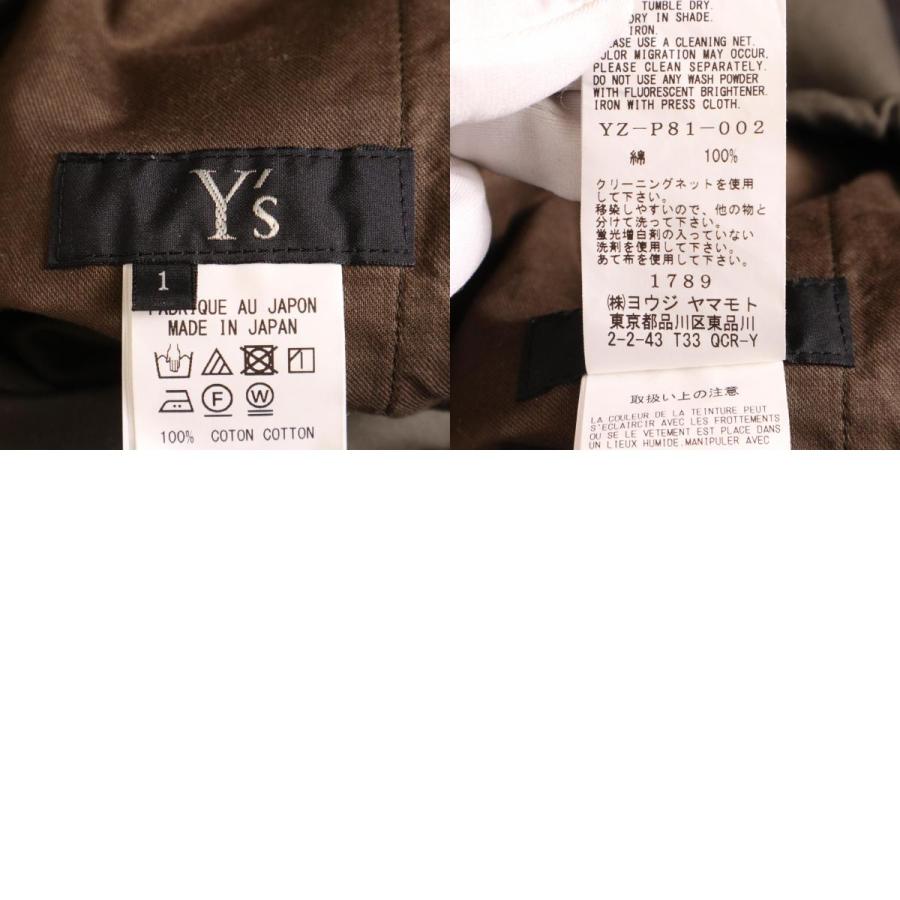 Y's
1
FABRIQUE AU JAPON
MADE IN JAPAN
F
W
100% COTON COTTON
TUMBLE DRY.
DRY IN SHADE.
IRON.
PLEASE USE A CLEANING NET.
COLOR MIGRATION MAY OCCUR,
PLEASE CLEAN SEPARATELY.
DO NOT USE ANY WASH POWDER
WITH FLUORESCENT BRIGHTENER.
IRON WITH PRESS CLOTH.
YZ-P81-002
綿 100%
クリーニングネットを使用
して下さい。
移染しやすいので、他の物と
分けて洗って下さい。
蛍光増白剤の入っていない
洗剤を使用して下さい。
あて布を使用して下さい。
1789
㈱ヨウジ ヤマモト
東京都品川区東品川
2-2-43 T33 QCR-Y
取扱い上の注意
LA COULEUR DE LA TEINTURE PEUT
S'ECLAIRCIR AVEC LES FROTTEMENTS
OU SE LE VETEMENT EST PLACE DANS
UN LIEUX HUMIDE.MANIPULER AVEC